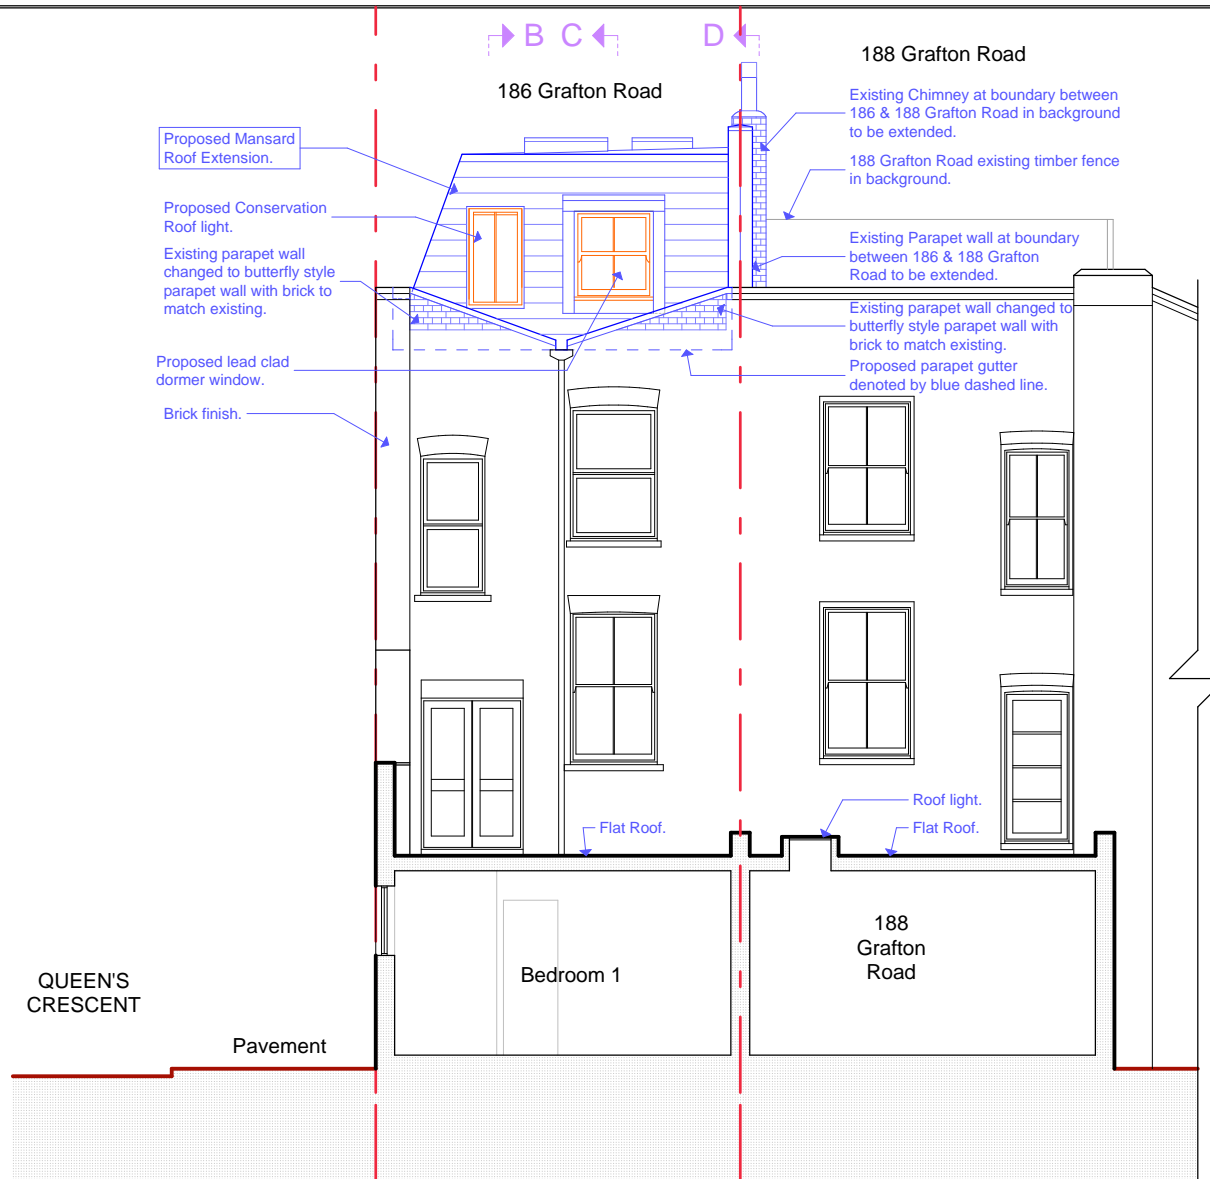 B C D
188 Grafton Road
186 Grafton Road
Existing Chimney at boundary between
186 & 188 Grafton Road in background
to be extended.
Proposed Mansard
Roof Extension.
188 Grafton Road existing timber fence
in background.
Proposed Conservation
Roof light.
Existing Parapet wall at boundary
between 186 & 188 Grafton
Road to be extended.
Existing parapet wall
changed to butterfly style
parapet wall with brick to
match existing.
Existing parapet wall changed to
butterfly style parapet wall with
brick to match existing.
Proposed lead clad
dormer window.
Proposed parapet gutter
denoted by blue dashed line.
Brick finish.
Roof light.
Flat Roof.
Flat Roof.
188
Grafton
Road
Bedroom 1
QUEEN'S
CRESCENT
Pavement